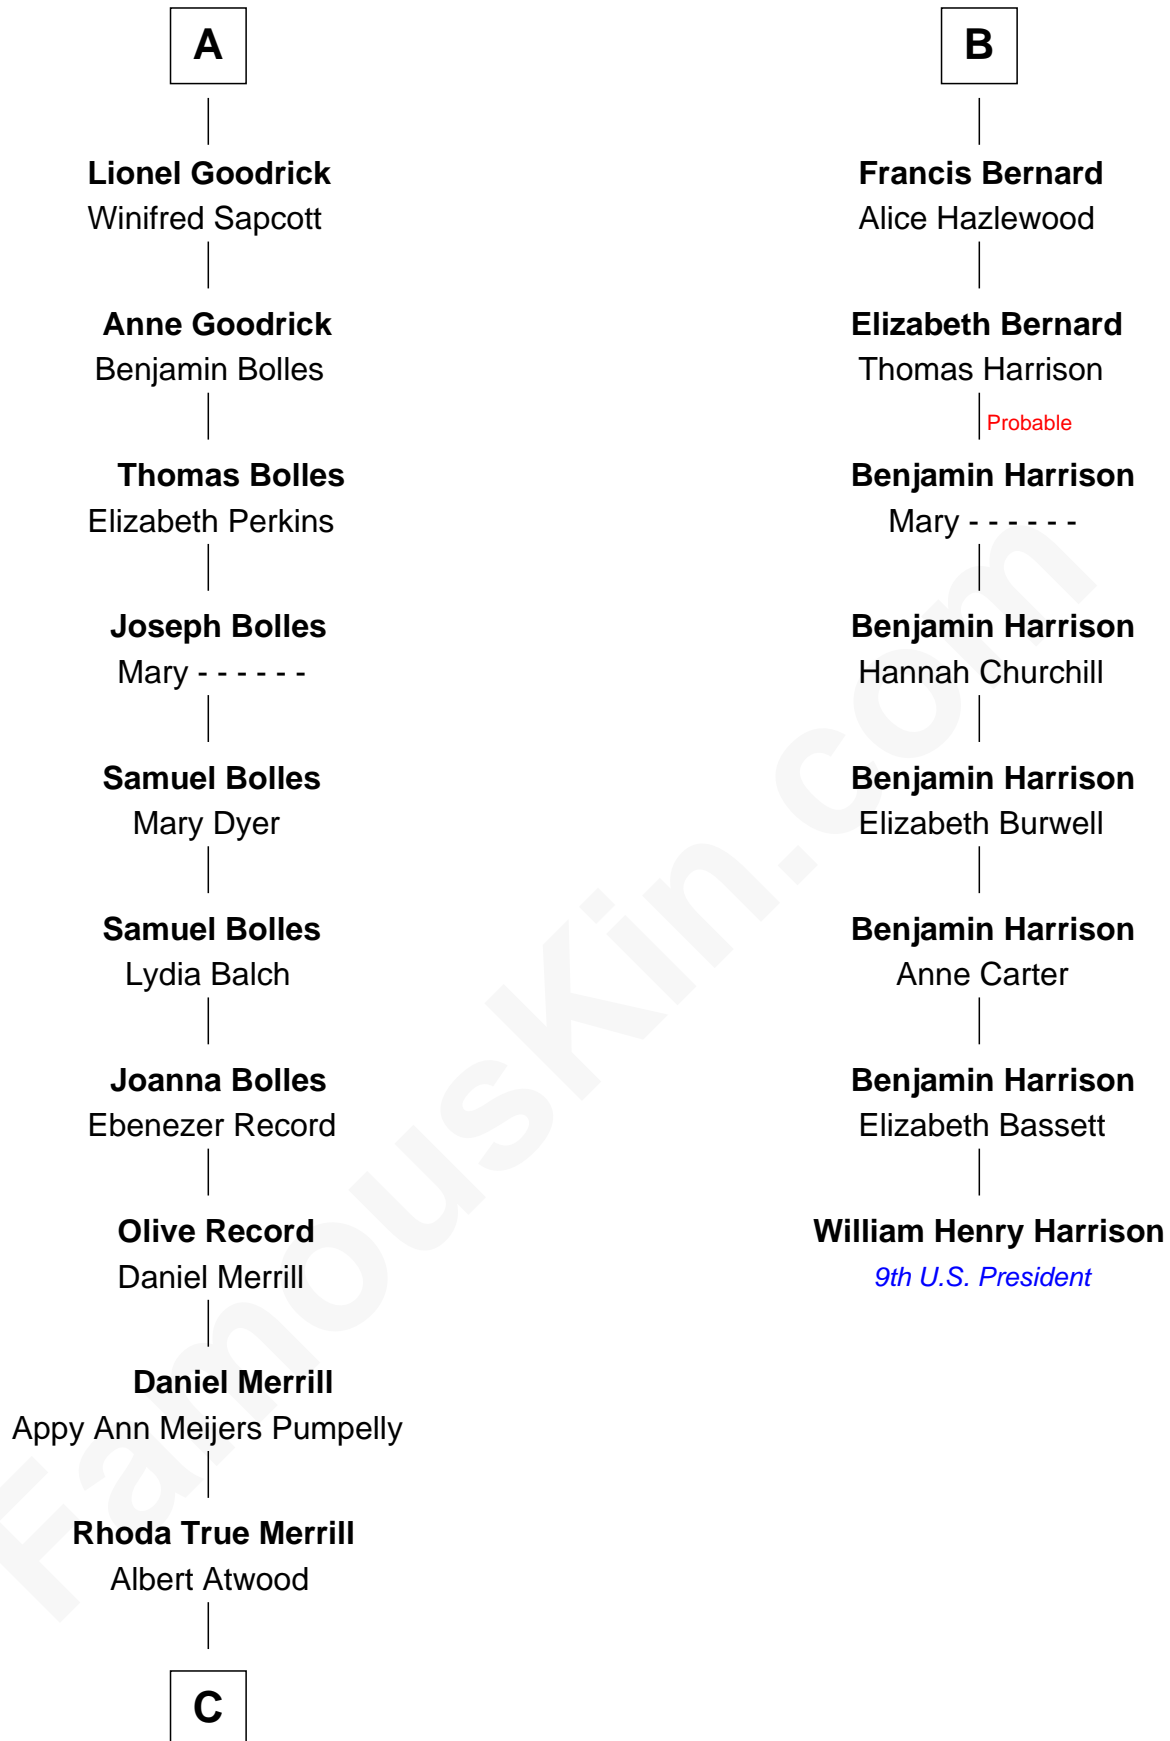 A
Lionel Goodrick
Winifred Sapcott
Anne Goodrick
Benjamin Bolles
Thomas Bolles
Elizabeth Perkins
Joseph Bolles
Mary - - - - - -
Samuel Bolles
Mary Dyer
Samuel Bolles
Lydia Balch
Joanna Bolles
Ebenezer Record
Olive Record
Daniel Merrill
Daniel Merrill
Appy Ann Meijers Pumpelly
Rhoda True Merrill
Albert Atwood
C
B
Francis Bernard
Alice Hazlewood
Elizabeth Bernard
Thomas Harrison
Probable
Benjamin Harrison
Mary - - - - - -
Benjamin Harrison
Hannah Churchill
Benjamin Harrison
Elizabeth Burwell
Benjamin Harrison
Anne Carter
Benjamin Harrison
Elizabeth Bassett
William Henry Harrison
9th U.S. President
FamousKin.com